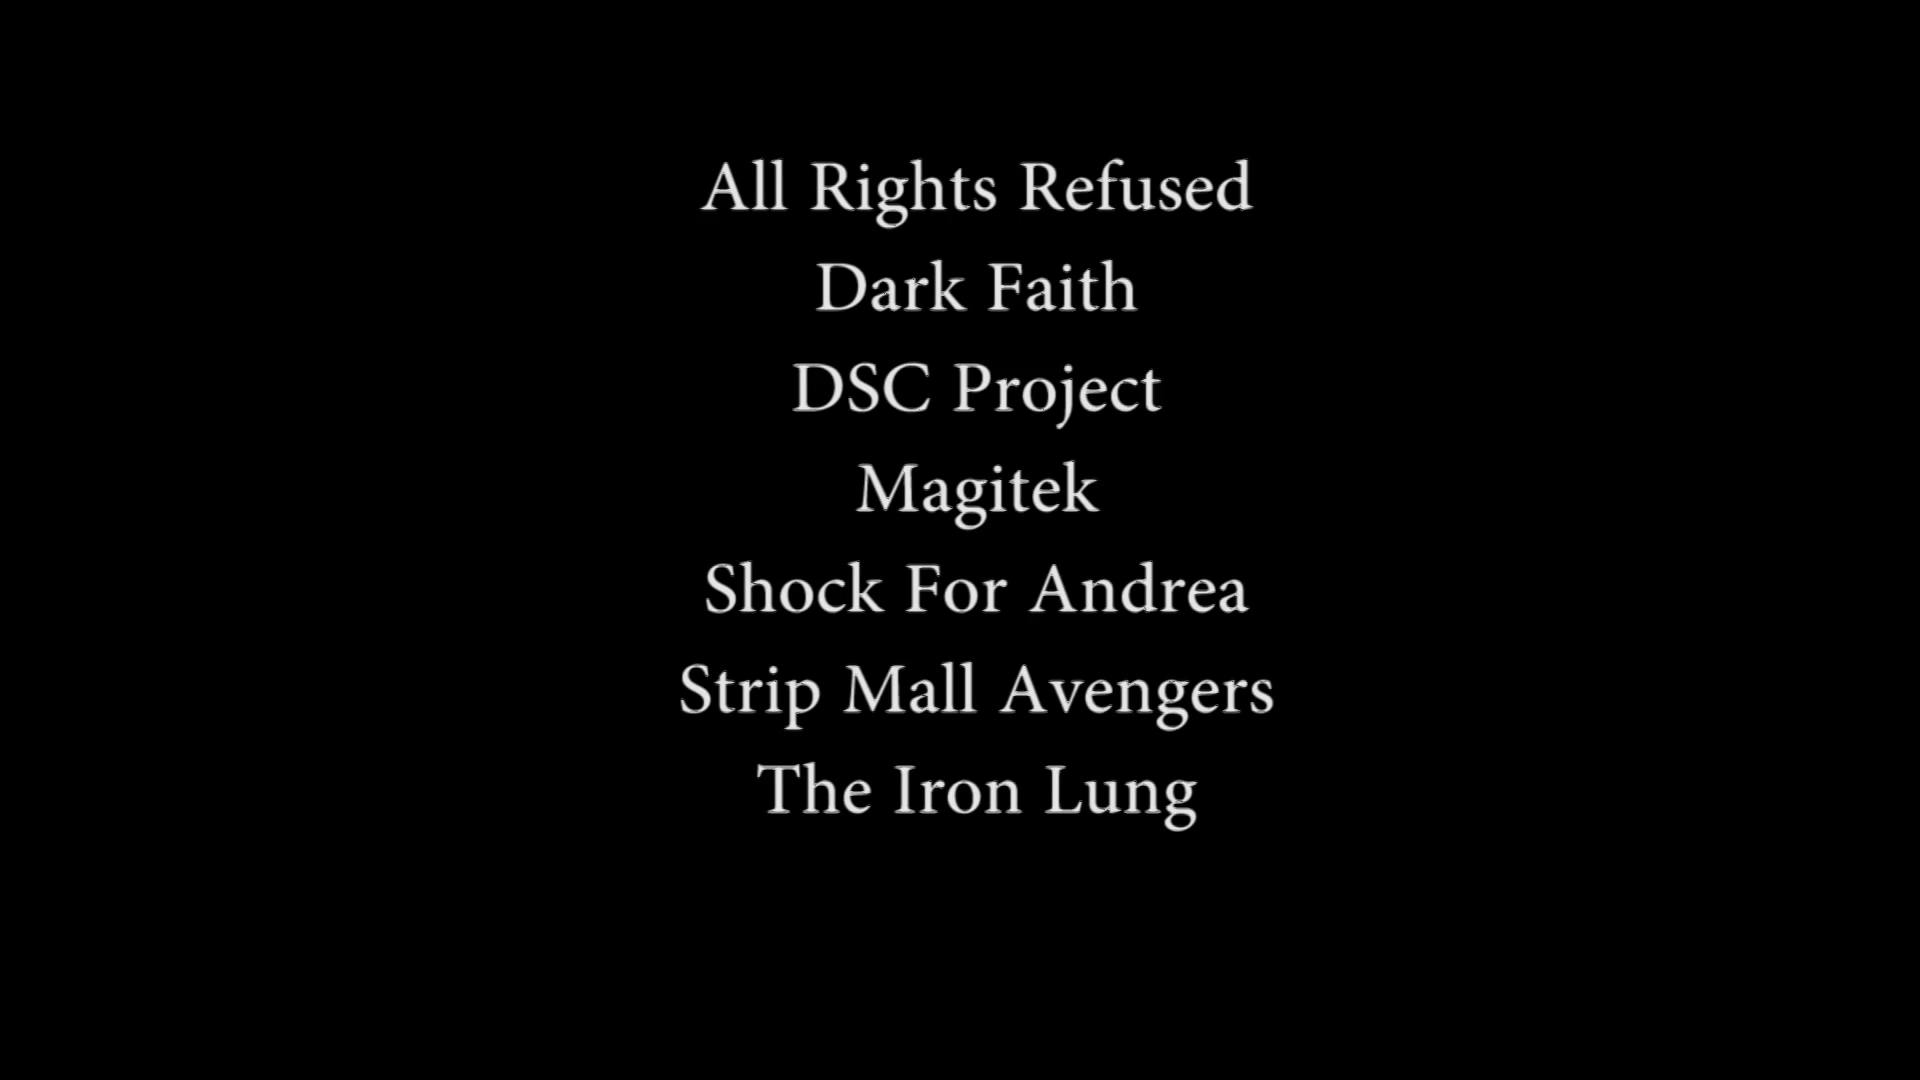 All Rights Refused
Dark Faith
DSC Project
Magitek
Shock For Andrea
Strip Mall Avengers
The Iron Lung